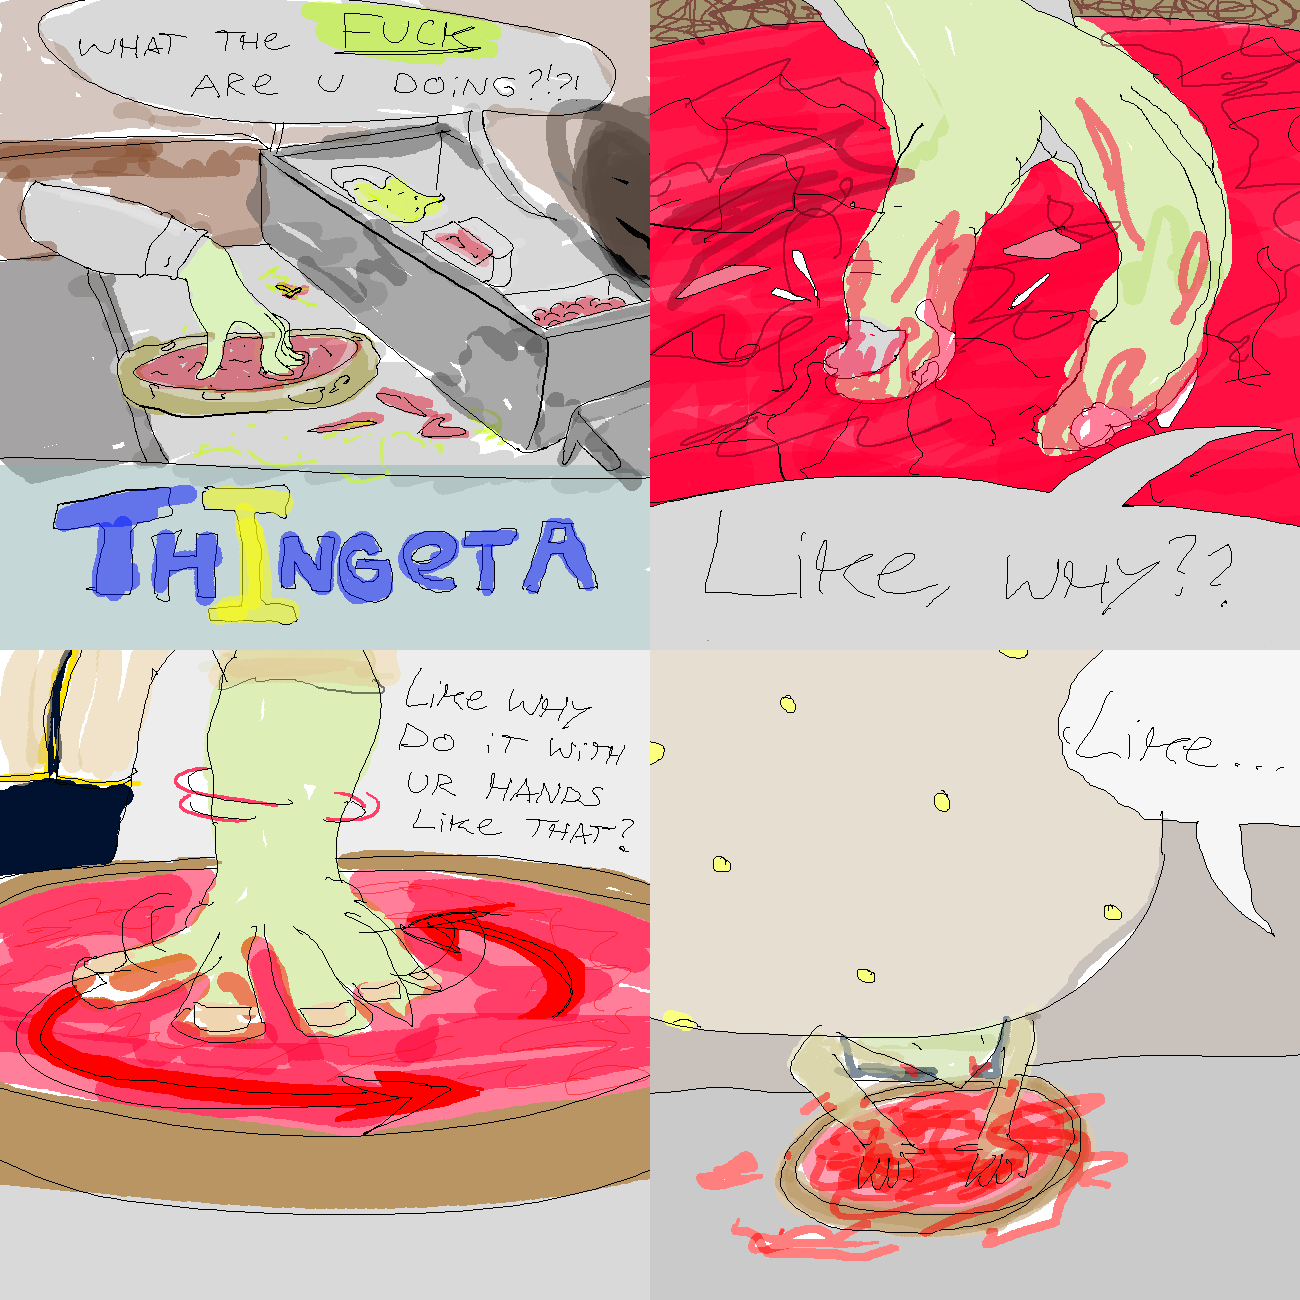 WHAT THE FUCK
ARE U DOING?!?!
THINGETA
Like, WHY??
Like WHY
DO iT WiTH
UR HANDS
Like THAT?
Like...